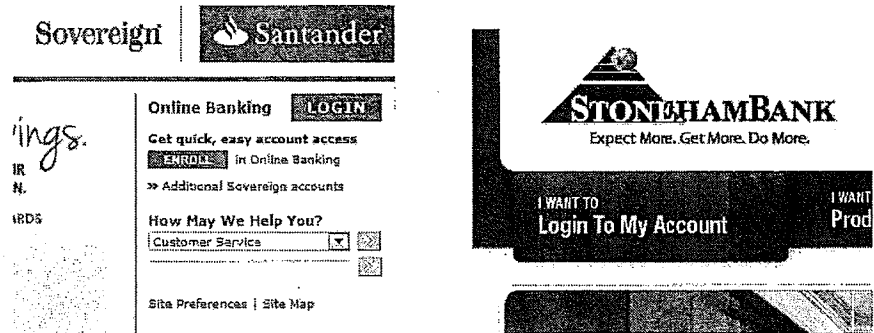 Sovereign
Santander
Online Banking LOGIN
ings.
Get quick, easy account access
ENROLL in Online Banking
IR
N.
» Additional Sovereign accounts
ARDS
How May We Help You?
Customer Service
Site Preferences | Site Map
STONEHAMBANK
Expect More. Get More. Do More.
I WANT TO
Login To My Account
I WANT
Prod